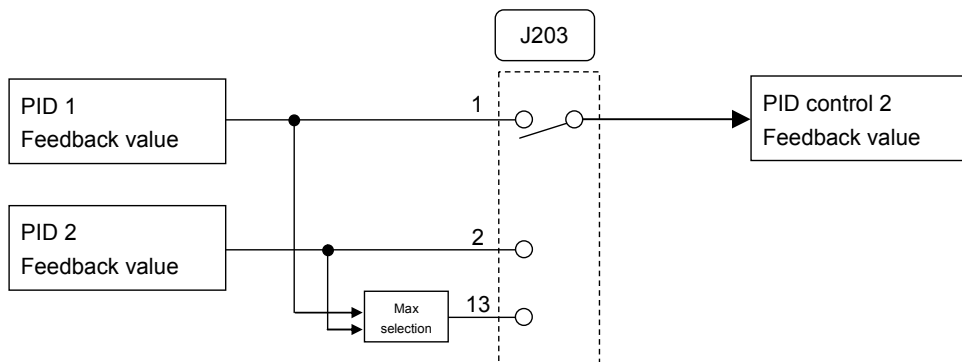 J203
PID 1
Feedback value
1
PID control 2
Feedback value
PID 2
Feedback value
2
Max
selection
13